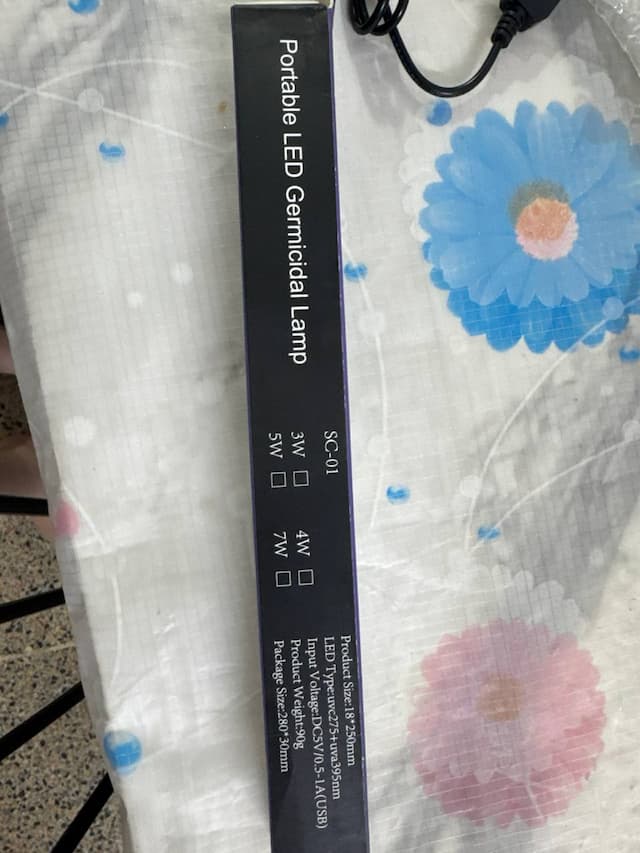 Portable LED Germicidal Lamp
SC-01
3W □ 4W □
5W □ 7W □
Product Size:18*250mm
LED Type:uvc275+uva395nm
Input Voltage:DC5V/0.5-1A(USB)
Product Weight:90g
Package Size:280*30mm